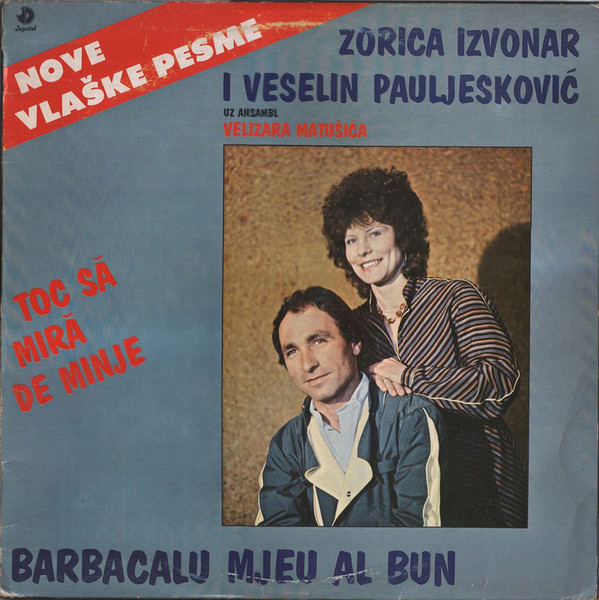 Jugodisk
NOVE
VLAŠKE PESME
ZORICA IZVONAR
I VESELIN PAULJESKOVIĆ
UZ ANSAMBL
VELIZARA MATUŠIĆA
TOC SĂ
MIRĂ
DE MINJE
BARBACALU MJEU AL BUN